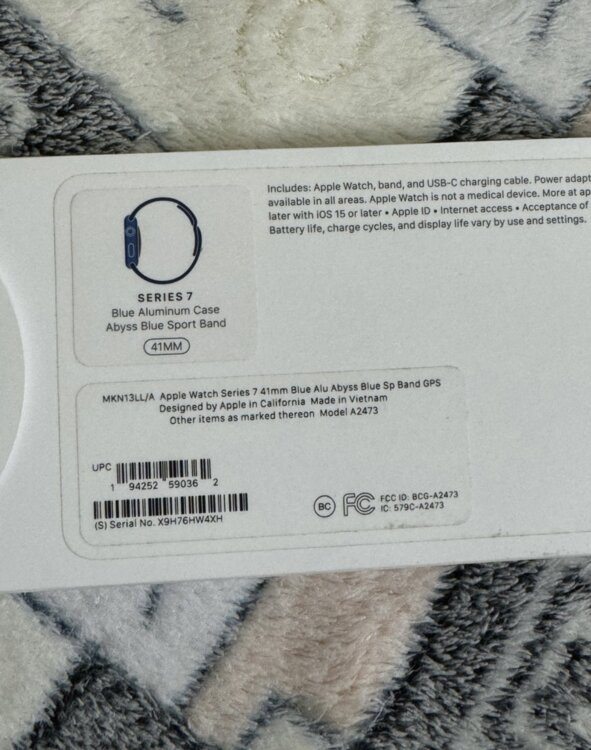 Includes: Apple Watch, band, and USB-C charging cable. Power adapt
available in all areas. Apple Watch is not a medical device. More at ap
later with iOS 15 or later • Apple ID • Internet access • Acceptance of
Battery life, charge cycles, and display life vary by use and settings.
SERIES 7
Blue Aluminum Case
Abyss Blue Sport Band
41MM
MKN13LL/A Apple Watch Series 7 41mm Blue Alu Abyss Blue Sp Band GPS
Designed by Apple in California Made in Vietnam
Other items as marked thereon Model A2473
UPC
1 94252 59036 2
(S) Serial No. X9H76HW4XH
BC
FC
FCC ID: BCG-A2473
IC: 579C-A2473